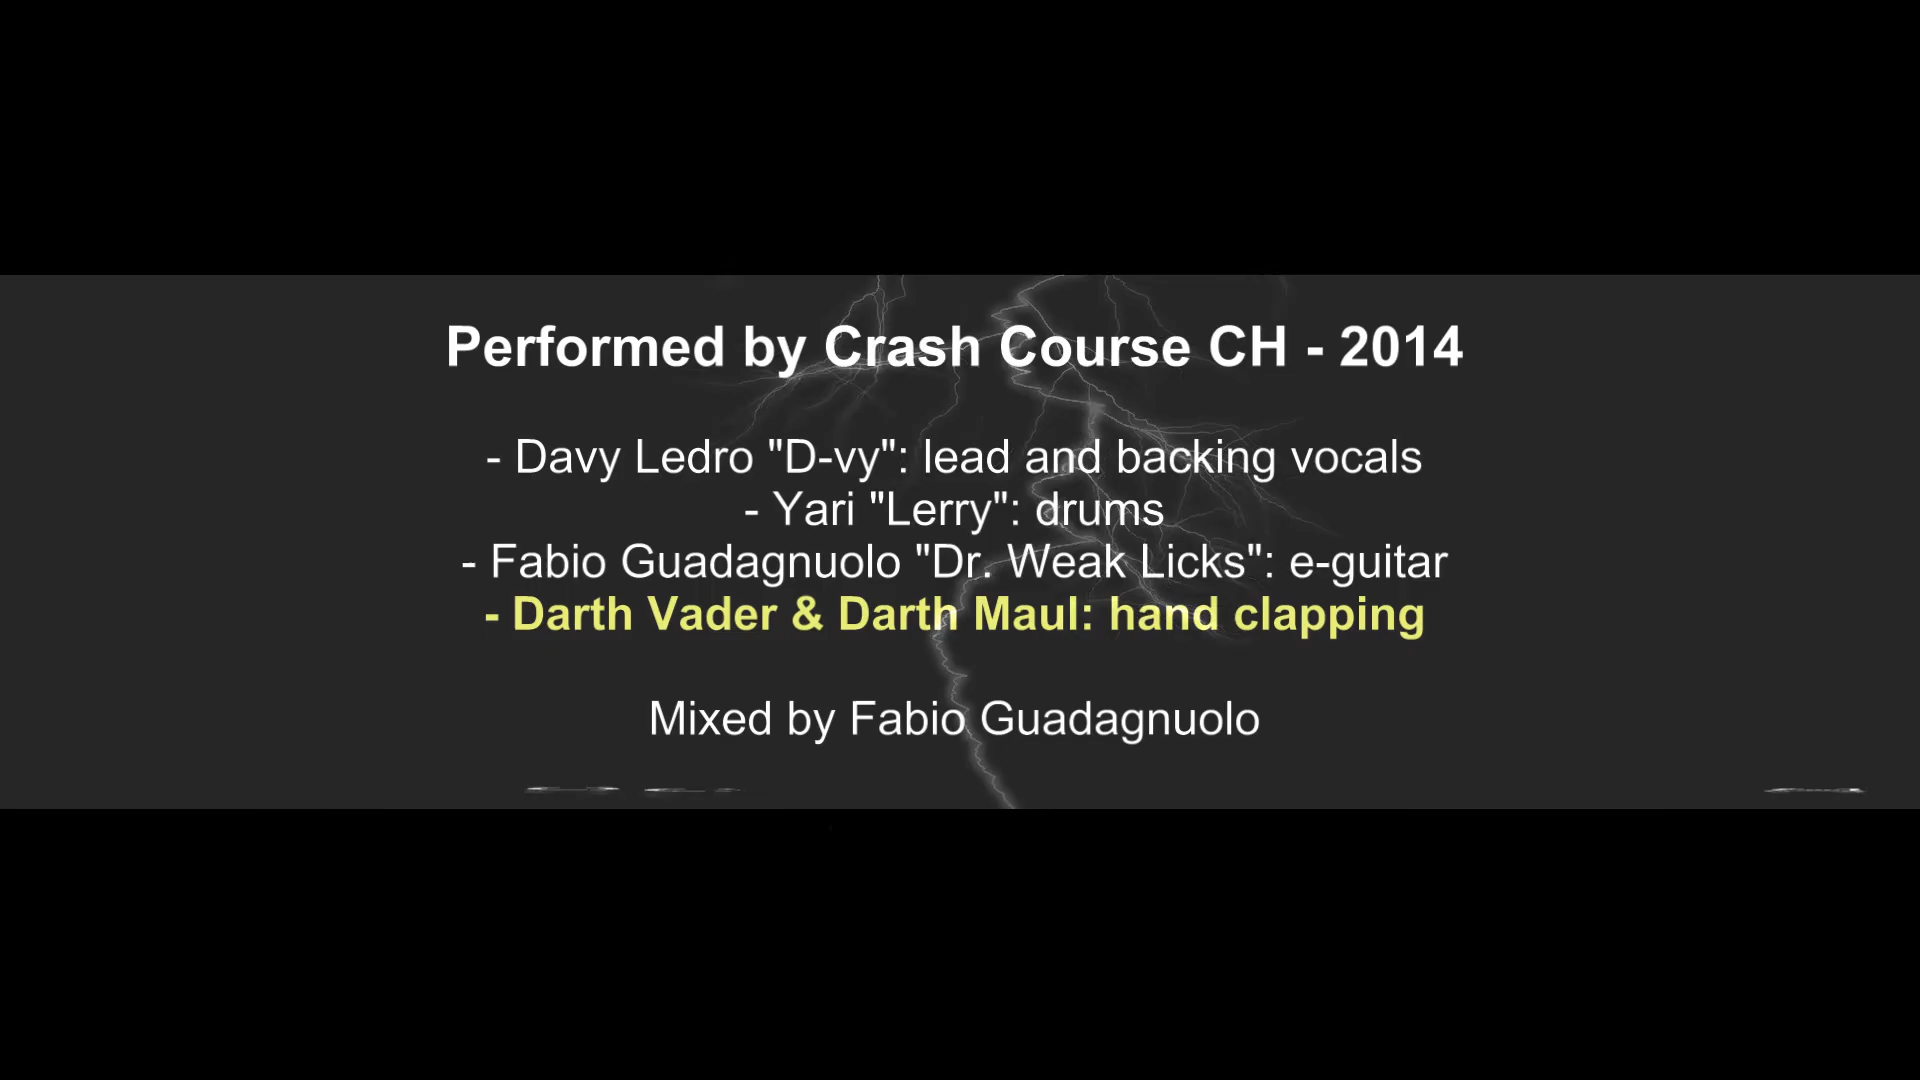 Performed by Crash Course CH - 2014
- Davy Ledro "D-vy": lead and backing vocals
- Yari "Lerry": drums
- Fabio Guadagnuolo "Dr. Weak Licks": e-guitar
- Darth Vader & Darth Maul: hand clapping
Mixed by Fabio Guadagnuolo